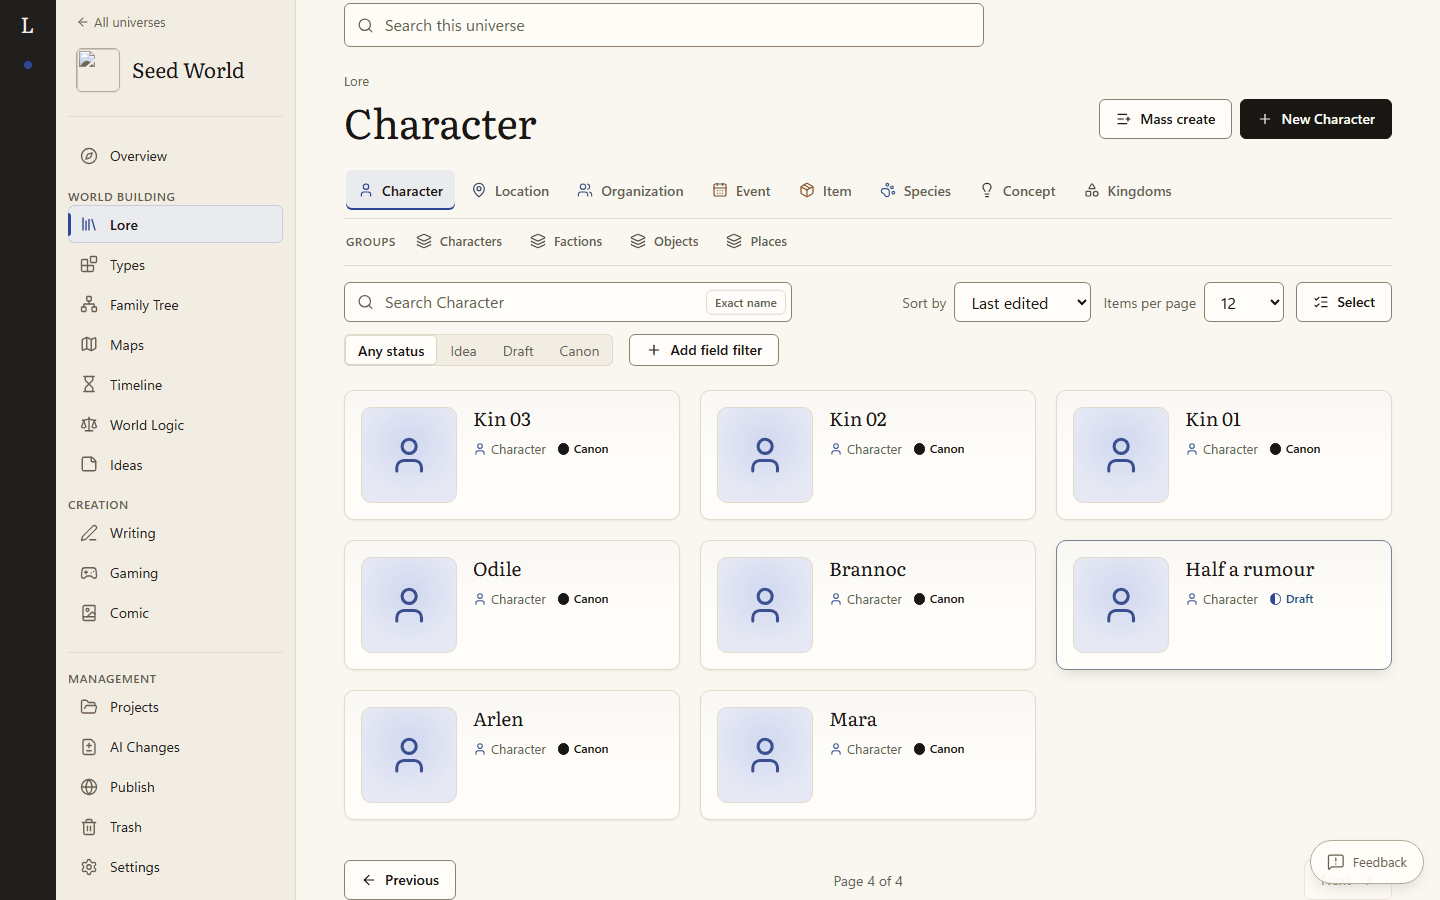 L
All universes
Seed World
Overview
WORLD BUILDING
Lore
Types
Family Tree
Maps
Timeline
World Logic
Ideas
CREATION
Writing
Gaming
Comic
MANAGEMENT
Projects
AI Changes
Publish
Trash
Settings
Search this universe
Lore
Character
Mass create
New Character
Character Location Organization Event Item Species Concept Kingdoms
GROUPS Characters Factions Objects Places
Search Character Exact name
Sort by Last edited Items per page 12 Select
Any status Idea Draft Canon Add field filter
Kin 03
Character Canon
Kin 02
Character Canon
Kin 01
Character Canon
Odile
Character Canon
Brannoc
Character Canon
Half a rumour
Character Draft
Arlen
Character Canon
Mara
Character Canon
Previous
Page 4 of 4
Feedback